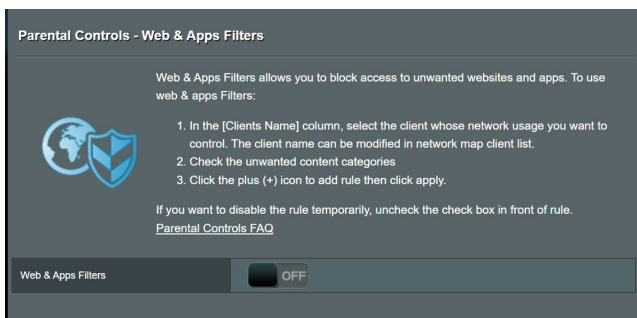 Parental Controls - Web & Apps Filters
Web & Apps Filters allows you to block access to unwanted websites and apps. To use
web & apps Filters:
1. In the [Clients Name] column, select the client whose network usage you want to
control. The client name can be modified in network map client list.
2. Check the unwanted content categories
3. Click the plus (+) icon to add rule then click apply.
If you want to disable the rule temporarily, uncheck the check box in front of rule.
Parental Controls FAQ
Web & Apps Filters
OFF